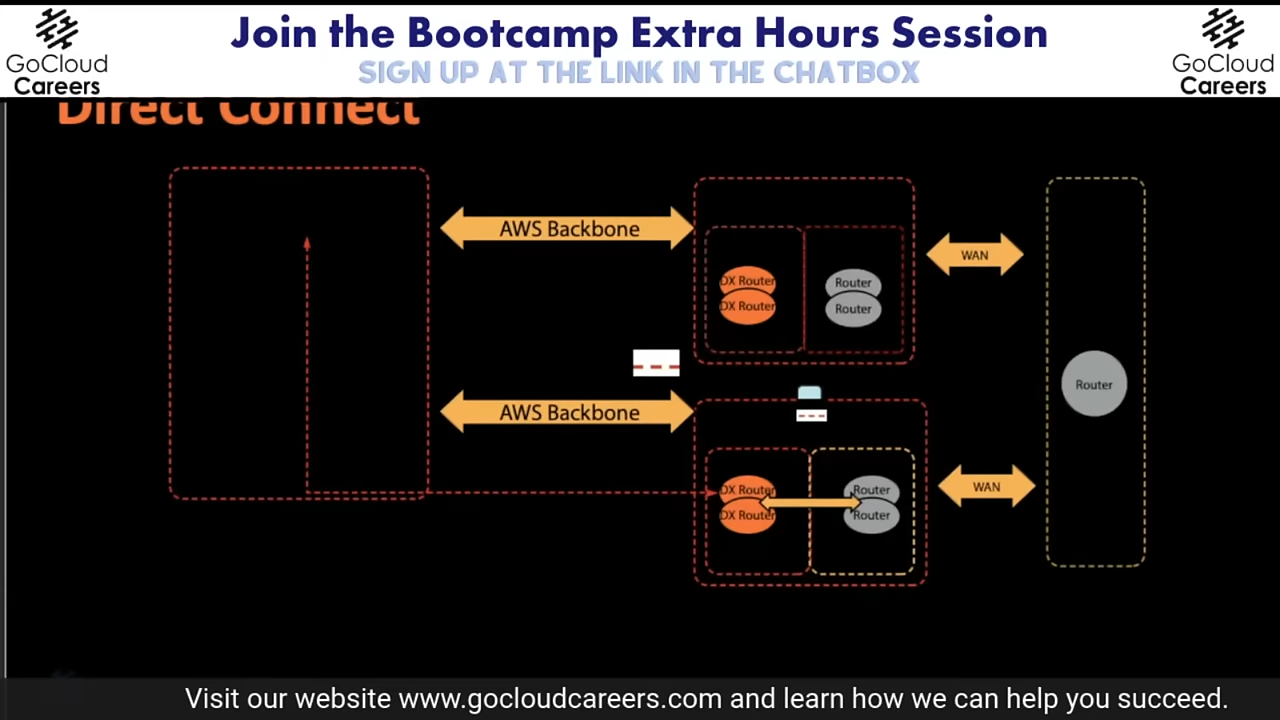 Join the Bootcamp Extra Hours Session
SIGN UP AT THE LINK IN THE CHATBOX
GoCloud
Careers
GoCloud
Careers
Direct Connect
AWS Backbone
WAN
DX Router
DX Router
Router
Router
Router
AWS Backbone
WAN
DX Router
DX Router
Router
Router
Visit our website www.gocloudcareers.com and learn how we can help you succeed.